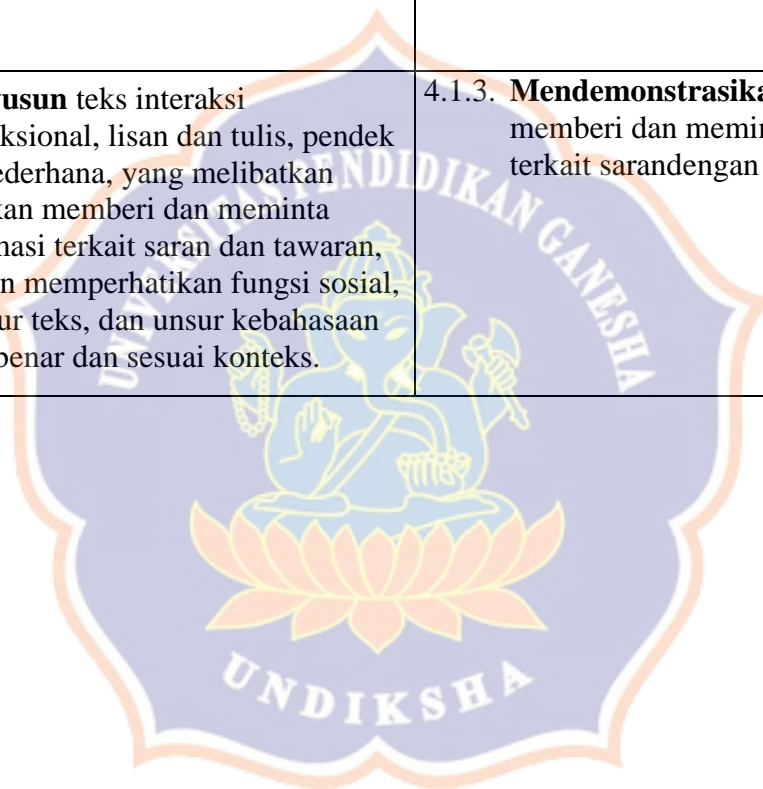 yusun teks interaksi
ksional, lisan dan tulis, pendek
ederhana, yang melibatkan
kan memberi dan meminta
nasi terkait saran dan tawaran,
n memperhatikan fungsi sosial,
ur teks, dan unsur kebahasaan
benar dan sesuai konteks.
4.1.3. Mendemonstrasika
memberi dan memin
terkait sarandengan
UNIVERSITAS PENDIDIKAN GANESHA
UNDIKSHA